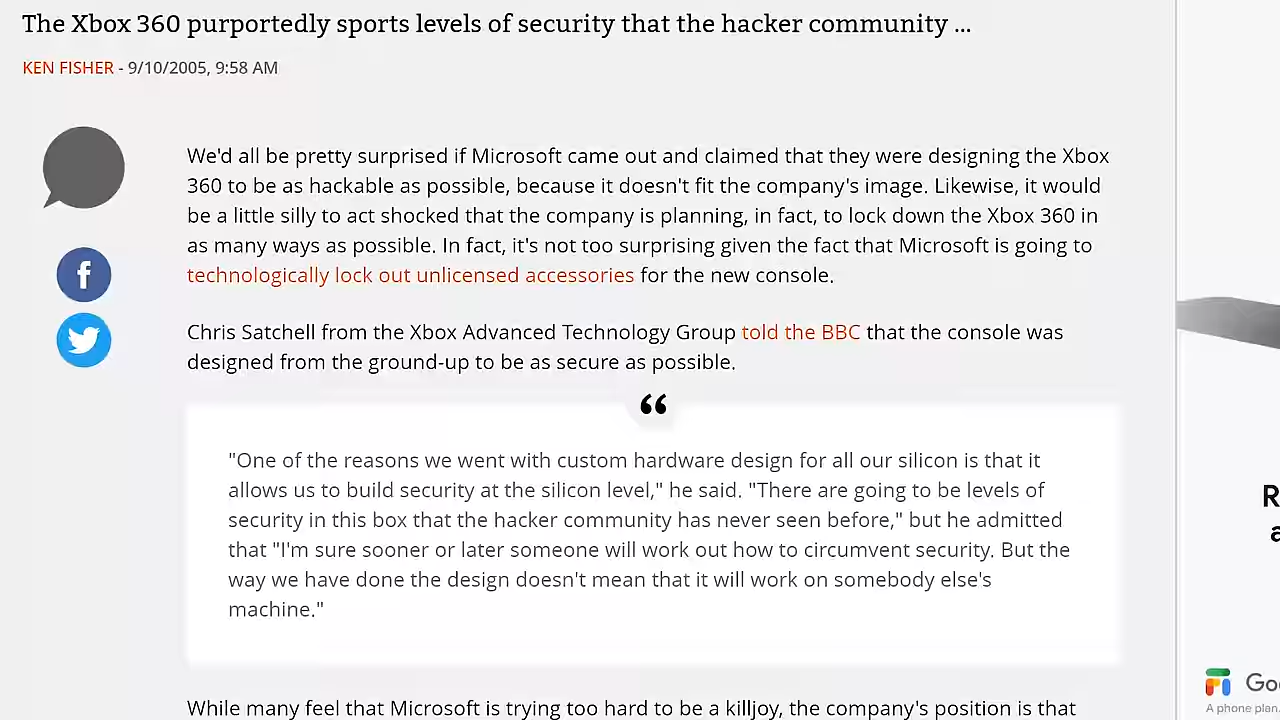 The Xbox 360 purportedly sports levels of security that the hacker community ...
KEN FISHER - 9/10/2005, 9:58 AM
We'd all be pretty surprised if Microsoft came out and claimed that they were designing the Xbox
360 to be as hackable as possible, because it doesn't fit the company's image. Likewise, it would
be a little silly to act shocked that the company is planning, in fact, to lock down the Xbox 360 in
as many ways as possible. In fact, it's not too surprising given the fact that Microsoft is going to
technologically lock out unlicensed accessories for the new console.
Chris Satchell from the Xbox Advanced Technology Group told the BBC that the console was
designed from the ground-up to be as secure as possible.
“
"One of the reasons we went with custom hardware design for all our silicon is that it
allows us to build security at the silicon level," he said. "There are going to be levels of
security in this box that the hacker community has never seen before," but he admitted
that "I'm sure sooner or later someone will work out how to circumvent security. But the
way we have done the design doesn't mean that it will work on somebody else's
machine."
While many feel that Microsoft is trying too hard to be a killjoy, the company's position is that
R
a
Goo
A phone plan